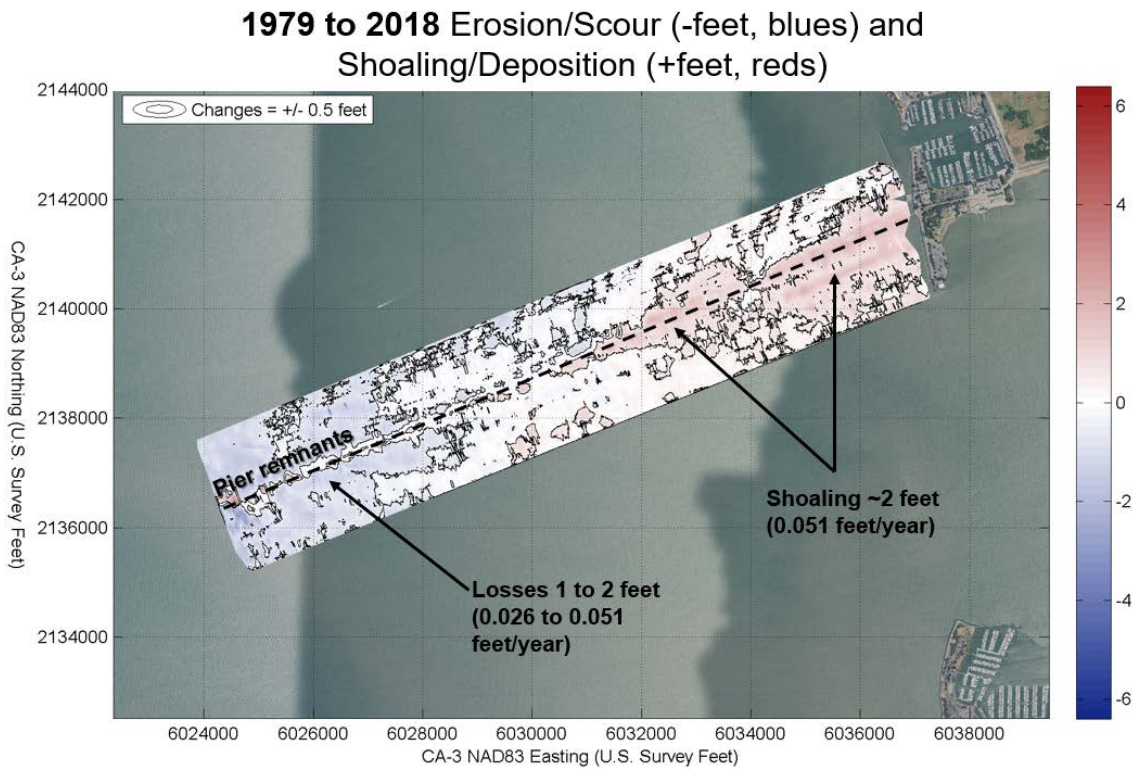 1979 to 2018 Erosion/Scour (-feet, blues) and
Shoaling/Deposition (+feet, reds)
Changes = +/- 0.5 feet
2144000
2142000
2140000
2138000
2136000
2134000
CA-3 NAD83 Northing (U.S. Survey Feet)
Pier remnants
Shoaling ~2 feet
(0.051 feet/year)
Losses 1 to 2 feet
(0.026 to 0.051
feet/year)
6
4
2
0
-2
-4
-6
6024000 6026000 6028000 6030000 6032000 6034000 6036000 6038000
CA-3 NAD83 Easting (U.S. Survey Feet)